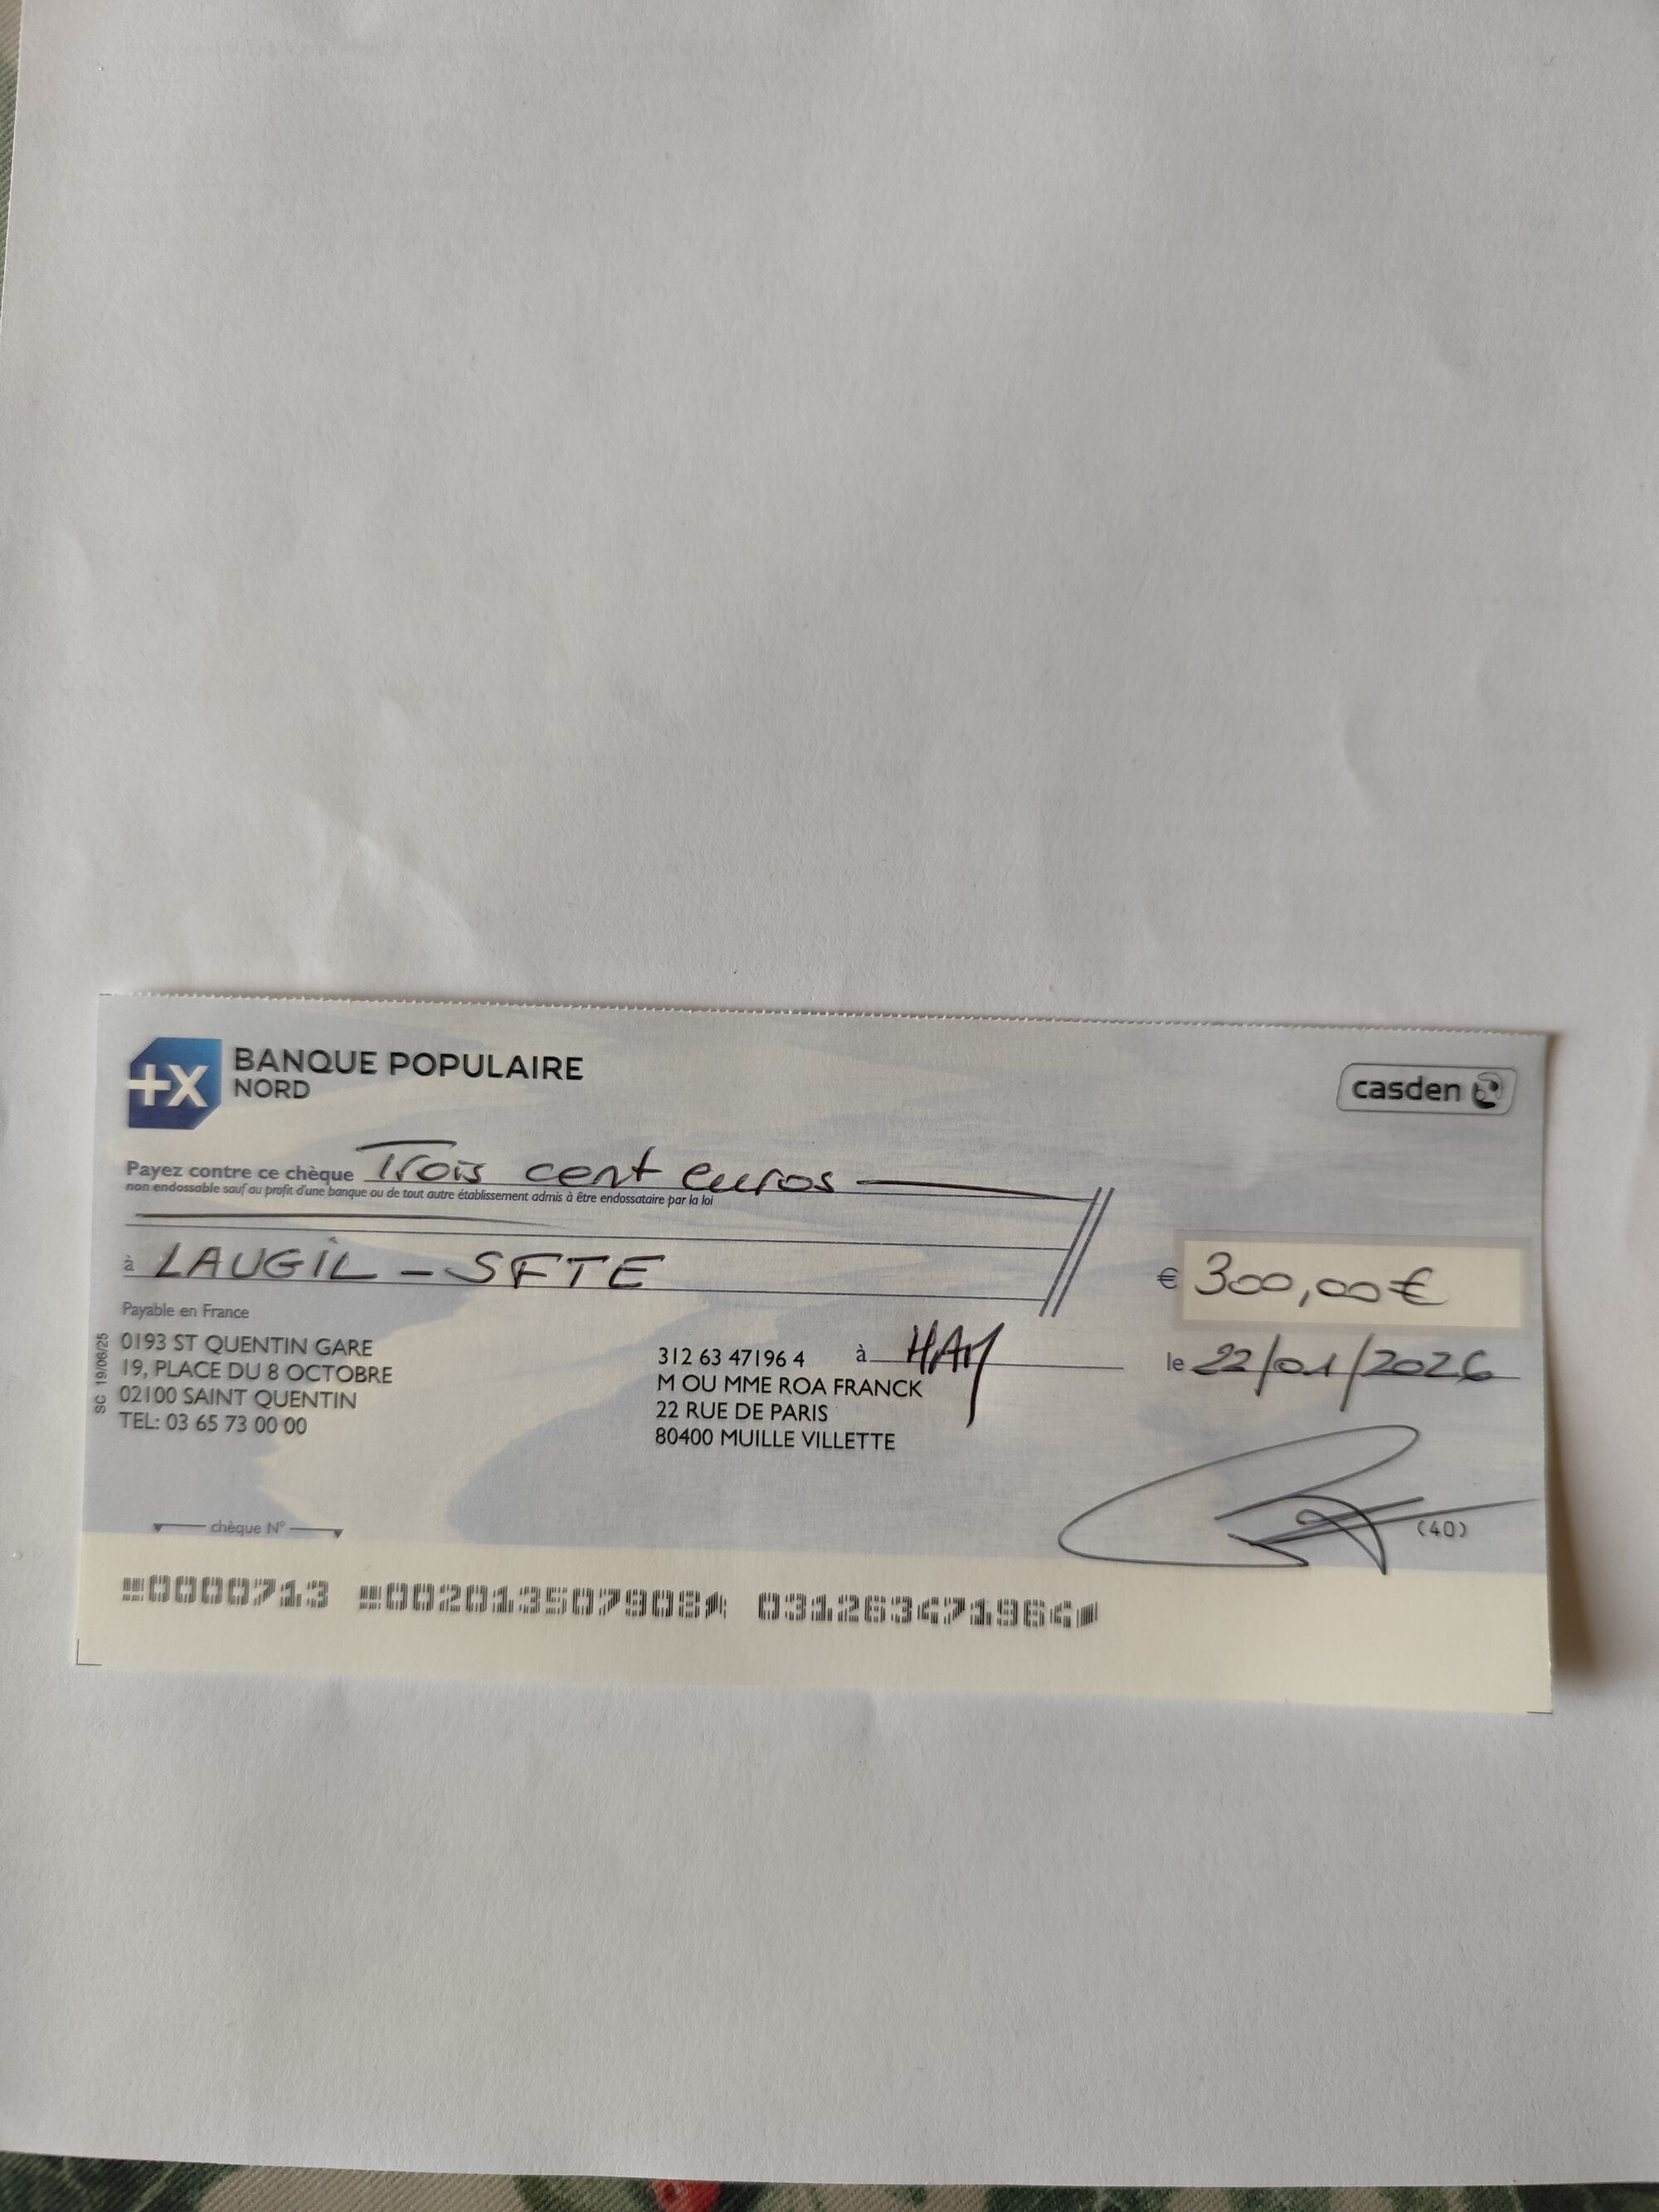 BANQUE POPULAIRE
NORD
casden
Payez contre ce chèque Trois cent euros
non endossable sauf au profit d'une banque ou de tout autre établissement admis à être endossataire par la loi
à LAUGIL - SFTE
€ 300,00€
Payable en France
0193 ST QUENTIN GARE
19, PLACE DU 8 OCTOBRE
02100 SAINT QUENTIN
TEL: 03 65 73 00 00
SC 19/06/25
312 63 47196 4 à HAM
le 22/01/2026
M OU MME ROA FRANCK
22 RUE DE PARIS
80400 MUILLE VILLETTE
(40)
chèque N°
0000713 002013507908 031263471964